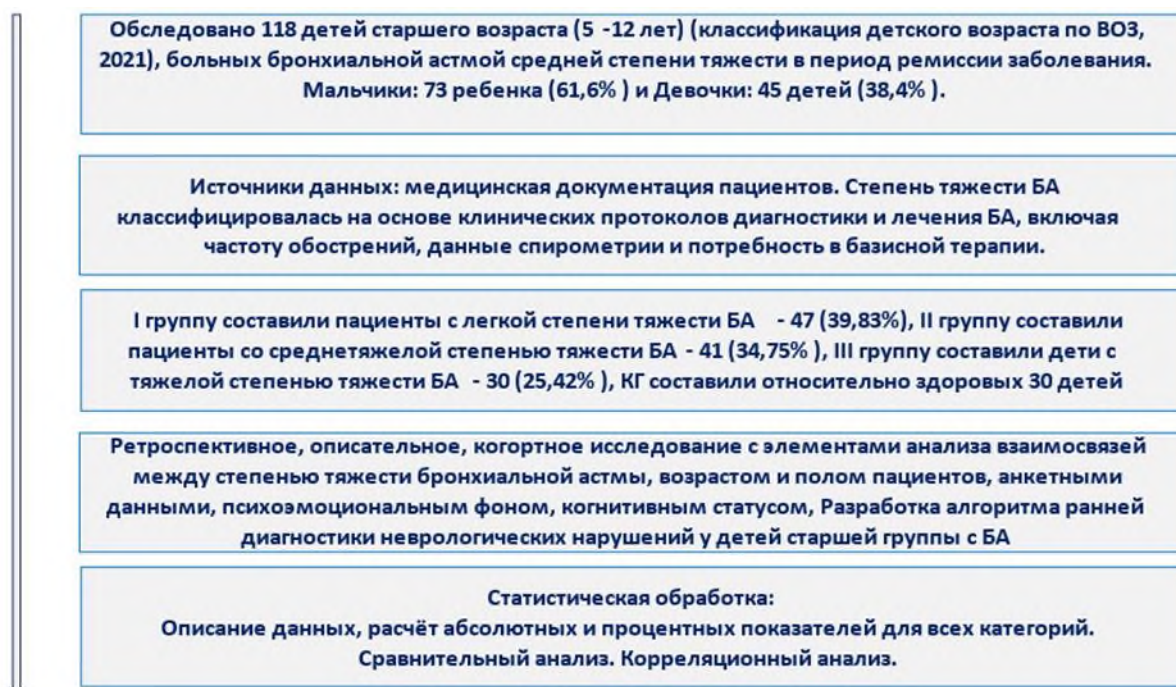 Обследовано 118 детей старшего возраста (5 -12 лет) (классификация детского возраста по ВОЗ,
2021), больных бронхиальной астмой средней степени тяжести в период ремиссии заболевания.
Мальчики: 73 ребенка (61,6% ) и Девочки: 45 детей (38,4% ).
Источники данных: медицинская документация пациентов. Степень тяжести БА
классифицировалась на основе клинических протоколов диагностики и лечения БА, включая
частоту обострений, данные спирометрии и потребность в базисной терапии.
I группу составили пациенты с легкой степени тяжести БА - 47 (39,83%), II группу составили
пациенты со среднетяжелой степенью тяжести БА - 41 (34,75% ), III группу составили дети с
тяжелой степенью тяжести БА - 30 (25,42% ), КГ составили относительно здоровых 30 детей
Ретроспективное, описательное, когортное исследование с элементами анализа взаимосвязей
между степенью тяжести бронхиальной астмы, возрастом и полом пациентов, анкетными
данными, психоэмоциональным фоном, когнитивным статусом, Разработка алгоритма ранней
диагностики неврологических нарушений у детей старшей группы с БА
Статистическая обработка:
Описание данных, расчёт абсолютных и процентных показателей для всех категорий.
Сравнительный анализ. Корреляционный анализ.